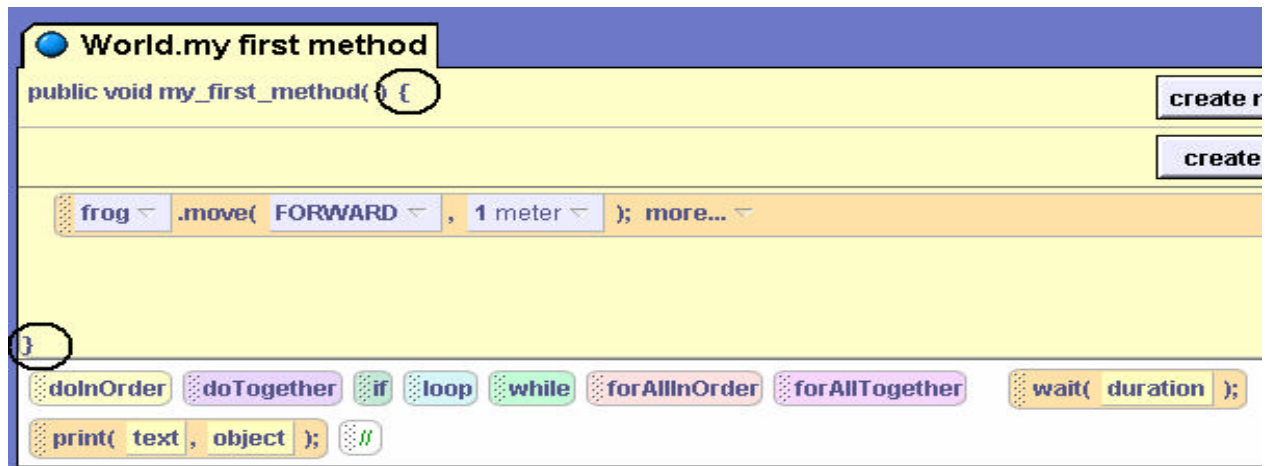 World.my first method
public void my_first_method( ) {
create
create
frog .move( FORWARD , 1 meter ); more...
}
doInOrder doTogether if loop while forAllInOrder forAllTogether wait( duration );
print( text , object ); //